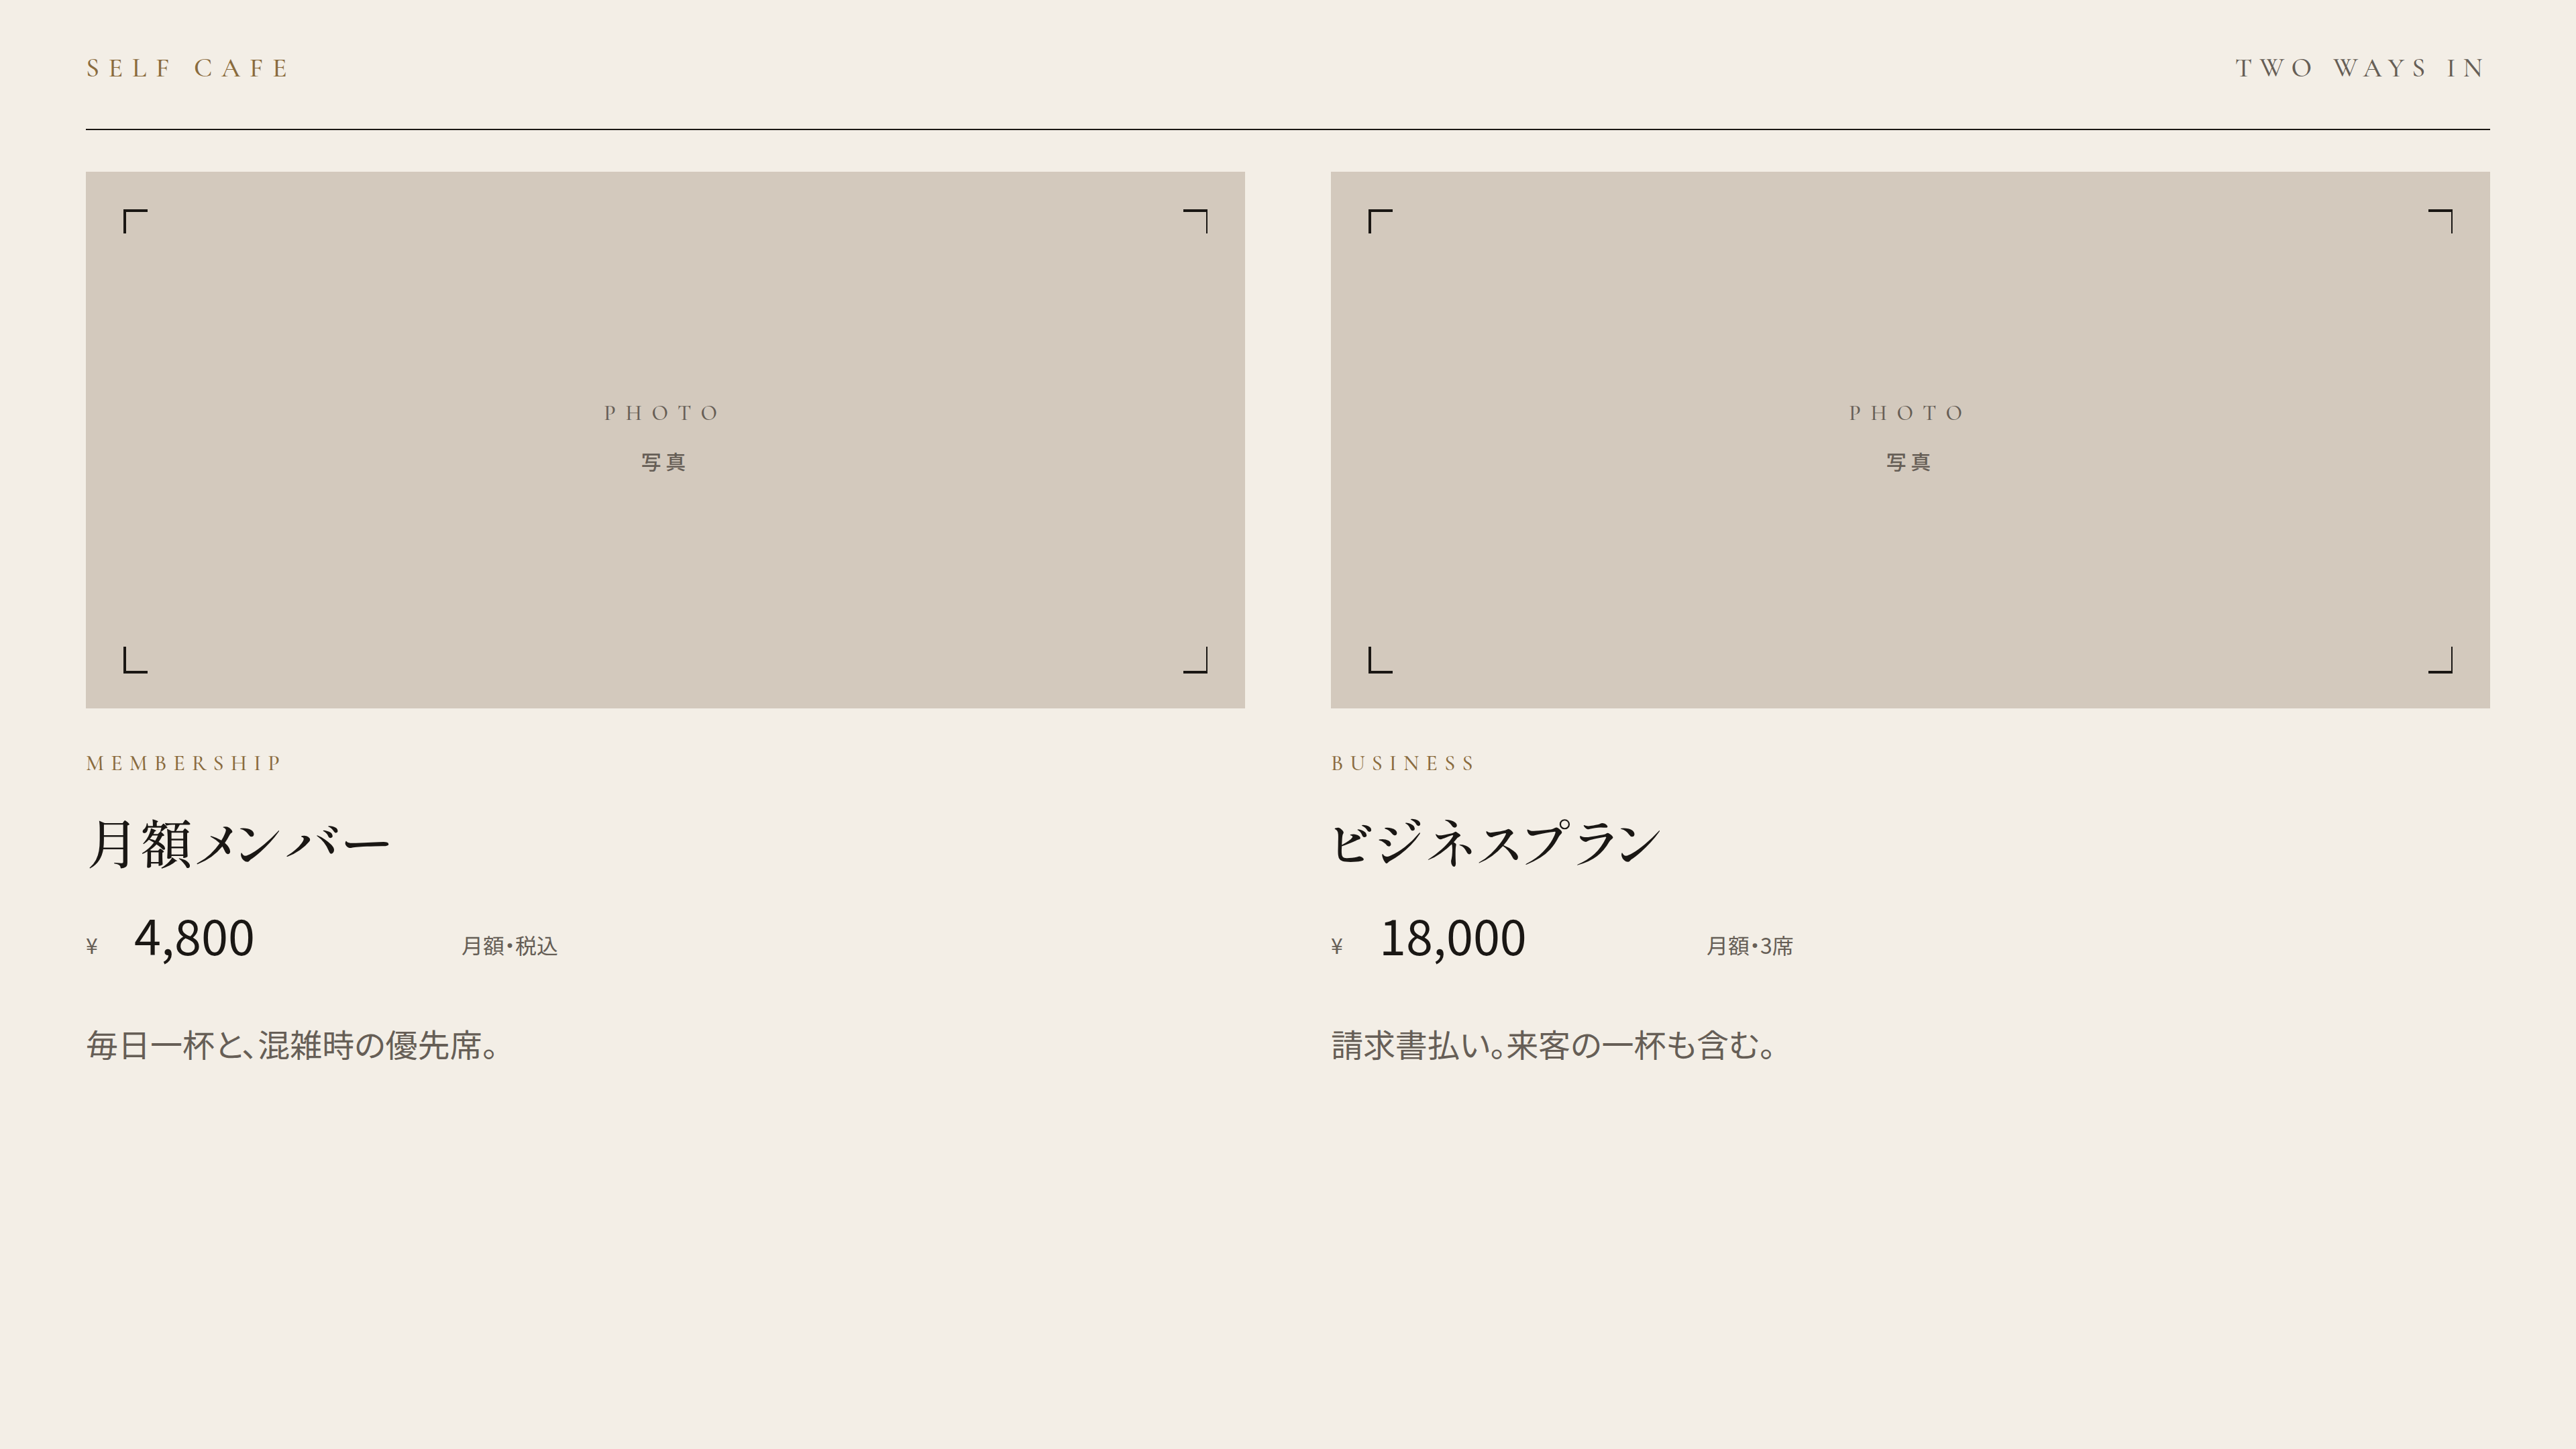 SELF CAFE
TWO WAYS IN
PHOTO
写真
PHOTO
写真
MEMBERSHIP
月額メンバー
¥ 4,800 月額・税込
毎日一杯と、混雑時の優先席。
BUSINESS
ビジネスプラン
¥ 18,000 月額・3席
請求書払い。来客の一杯も含む。